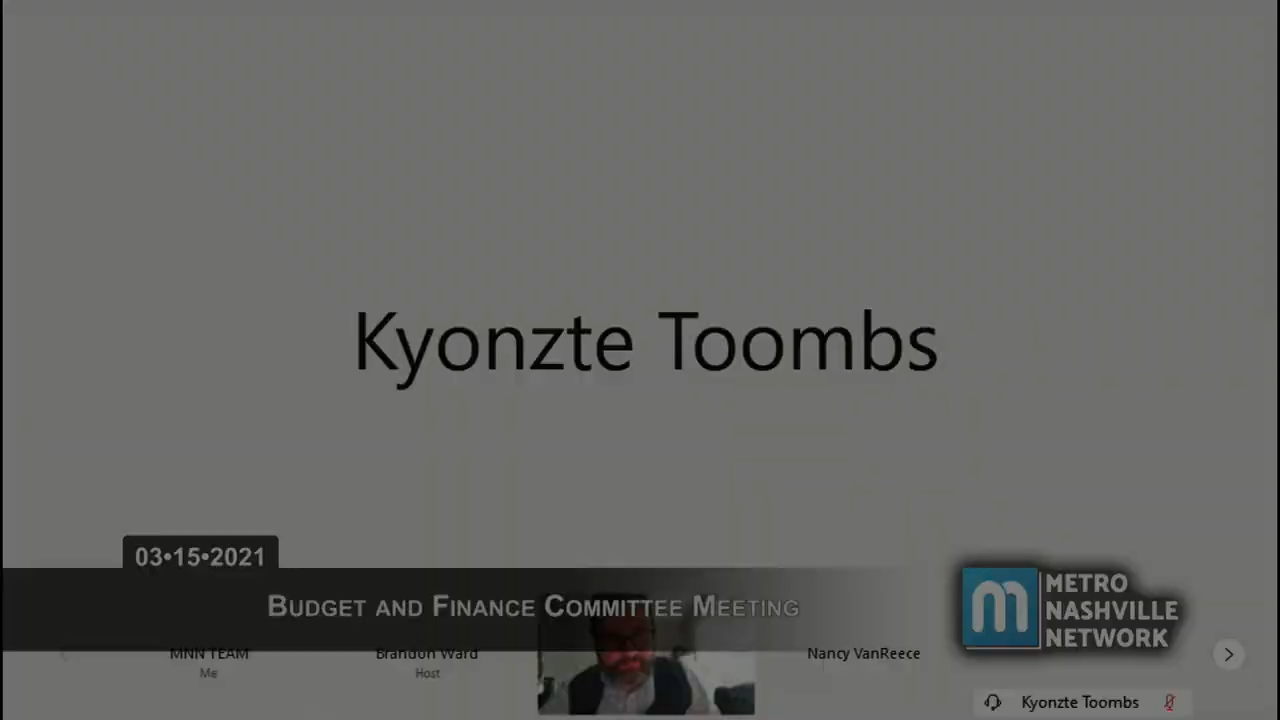 Kyonzte Toombs
03•15•2021
BUDGET AND FINANCE COMMITTEE MEETING
METRO
NASHVILLE
NETWORK
MNN TEAM
Me
Brandon Ward
Host
Nancy VanReece
Kyonzte Toombs